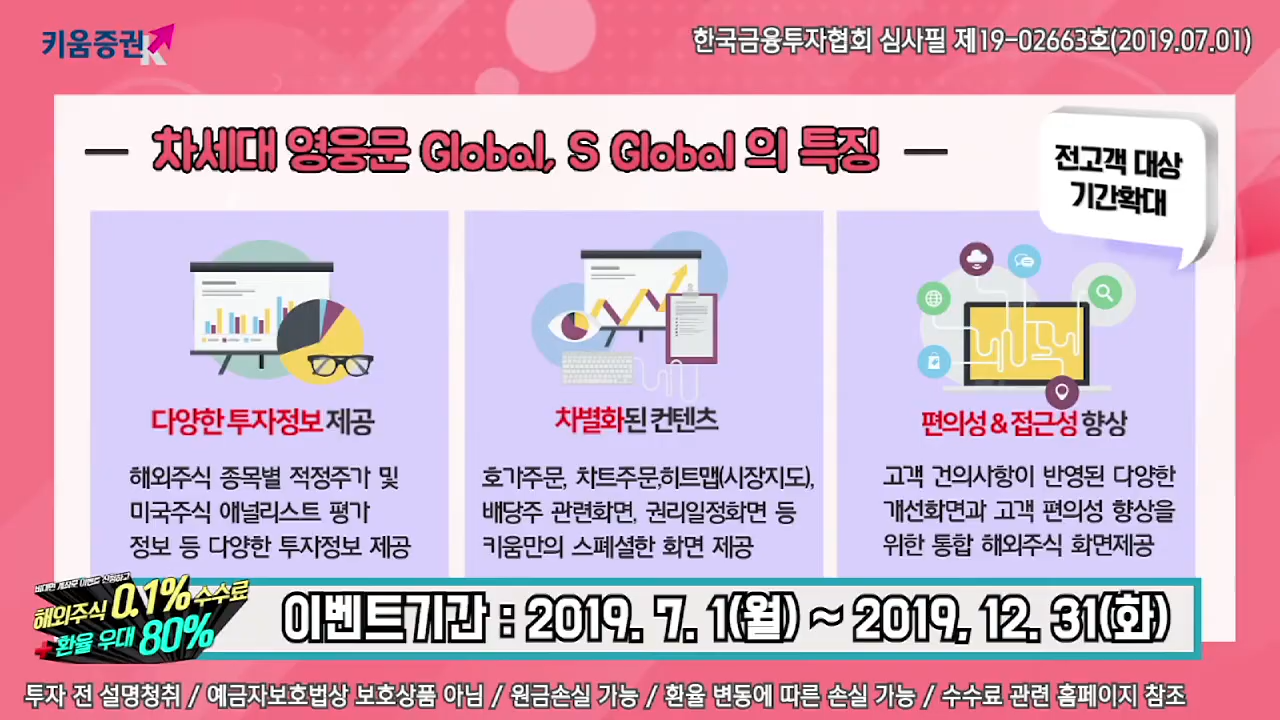 키움증권
한국금융투자협회 심사필 제19-02663호(2019.07.01)
차세대 영웅문 Global, S Global 의 특징
전고객 대상
기간확대
다양한 투자정보 제공
해외주식 종목별 적정주가 및
미국주식 애널리스트 평가
정보 등 다양한 투자정보 제공
차별화된 컨텐츠
호가주문, 차트주문,히트맵(시장지도),
배당주 관련화면, 권리일정화면 등
키움만의 스페셜한 화면 제공
편의성 & 접근성 향상
고객 건의사항이 반영된 다양한
개선화면과 고객 편의성 향상을
위한 통합 해외주식 화면제공
비대면 계좌로 이벤트 신청하고
해외주식 0.1% 수수료
+ 환율 우대 80%
이벤트기간 : 2019. 7. 1(월) ~ 2019, 12. 31(화)
투자 전 설명청취 / 예금자보호법상 보호상품 아님 / 원금손실 가능 / 환율 변동에 따른 손실 가능 / 수수료 관련 홈페이지 참조